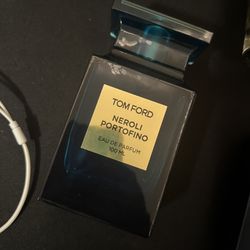 TOM FORD
NEROLI
PORTOFINO
EAU DE PARFUM
100 ML